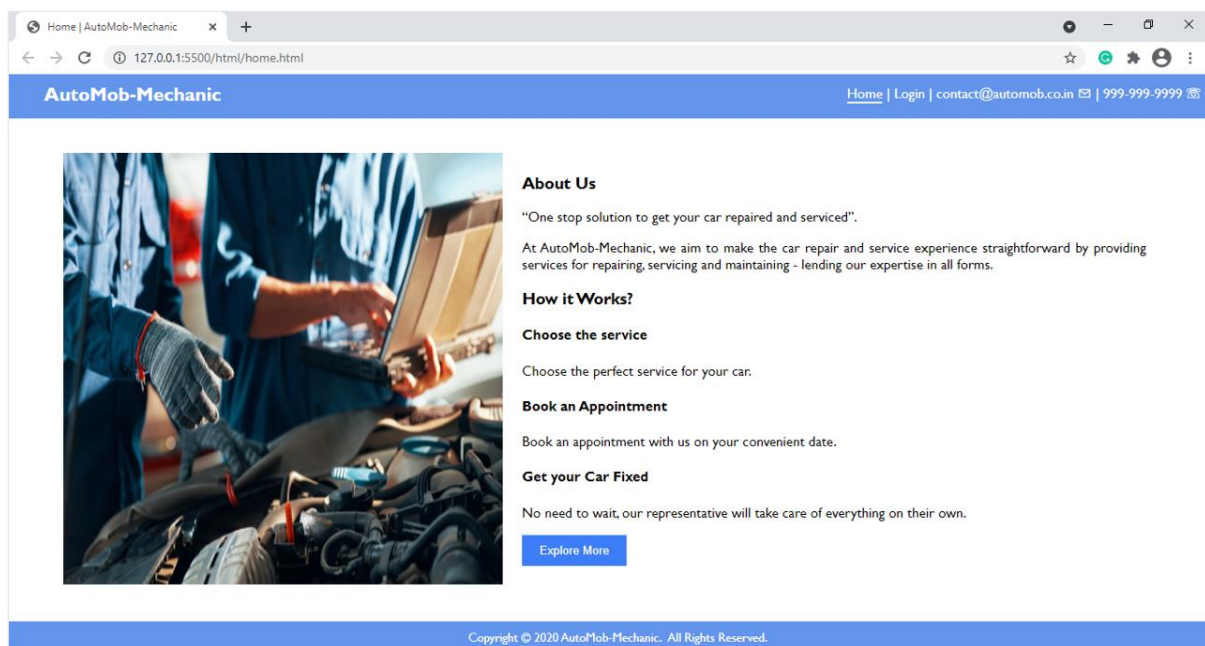 Home | AutoMob-Mechanic
127.0.0.1:5500/html/home.html
AutoMob-Mechanic
Home | Login | contact@automob.co.in ✉ | 999-999-9999 ☏
About Us
“One stop solution to get your car repaired and serviced”.
At AutoMob-Mechanic, we aim to make the car repair and service experience straightforward by providing
services for repairing, servicing and maintaining - lending our expertise in all forms.
How it Works?
Choose the service
Choose the perfect service for your car.
Book an Appointment
Book an appointment with us on your convenient date.
Get your Car Fixed
No need to wait, our representative will take care of everything on their own.
Explore More
Copyright © 2020 AutoMob-Mechanic. All Rights Reserved.